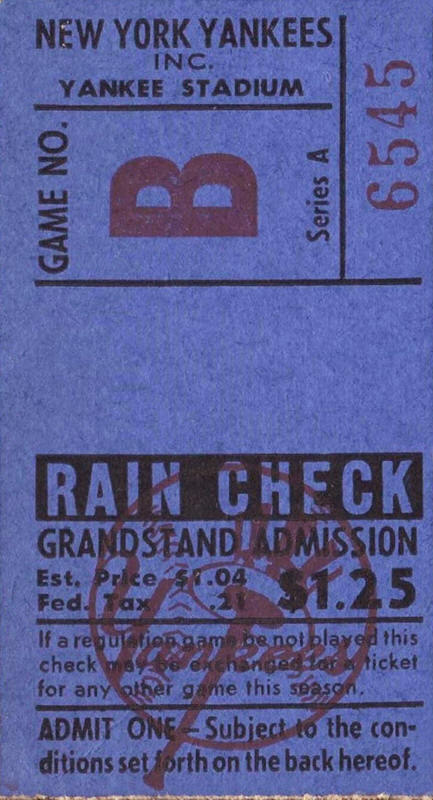 NEW YORK YANKEES
INC.
YANKEE STADIUM
GAME NO.
B
Series A
6545
RAIN CHECK
GRANDSTAND ADMISSION
Est. Price $1.04
Fed. Tax .21
$1.25
If a regulation game be not played this
check may be exchanged for a ticket
for any other game this season.
ADMIT ONE — Subject to the con-
ditions set forth on the back hereof.